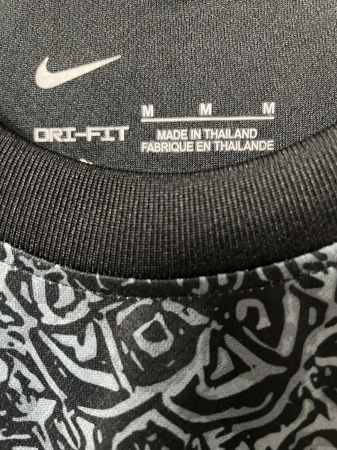 DRI-FIT
M M M
MADE IN THAILAND
FABRIQUE EN THAILANDE